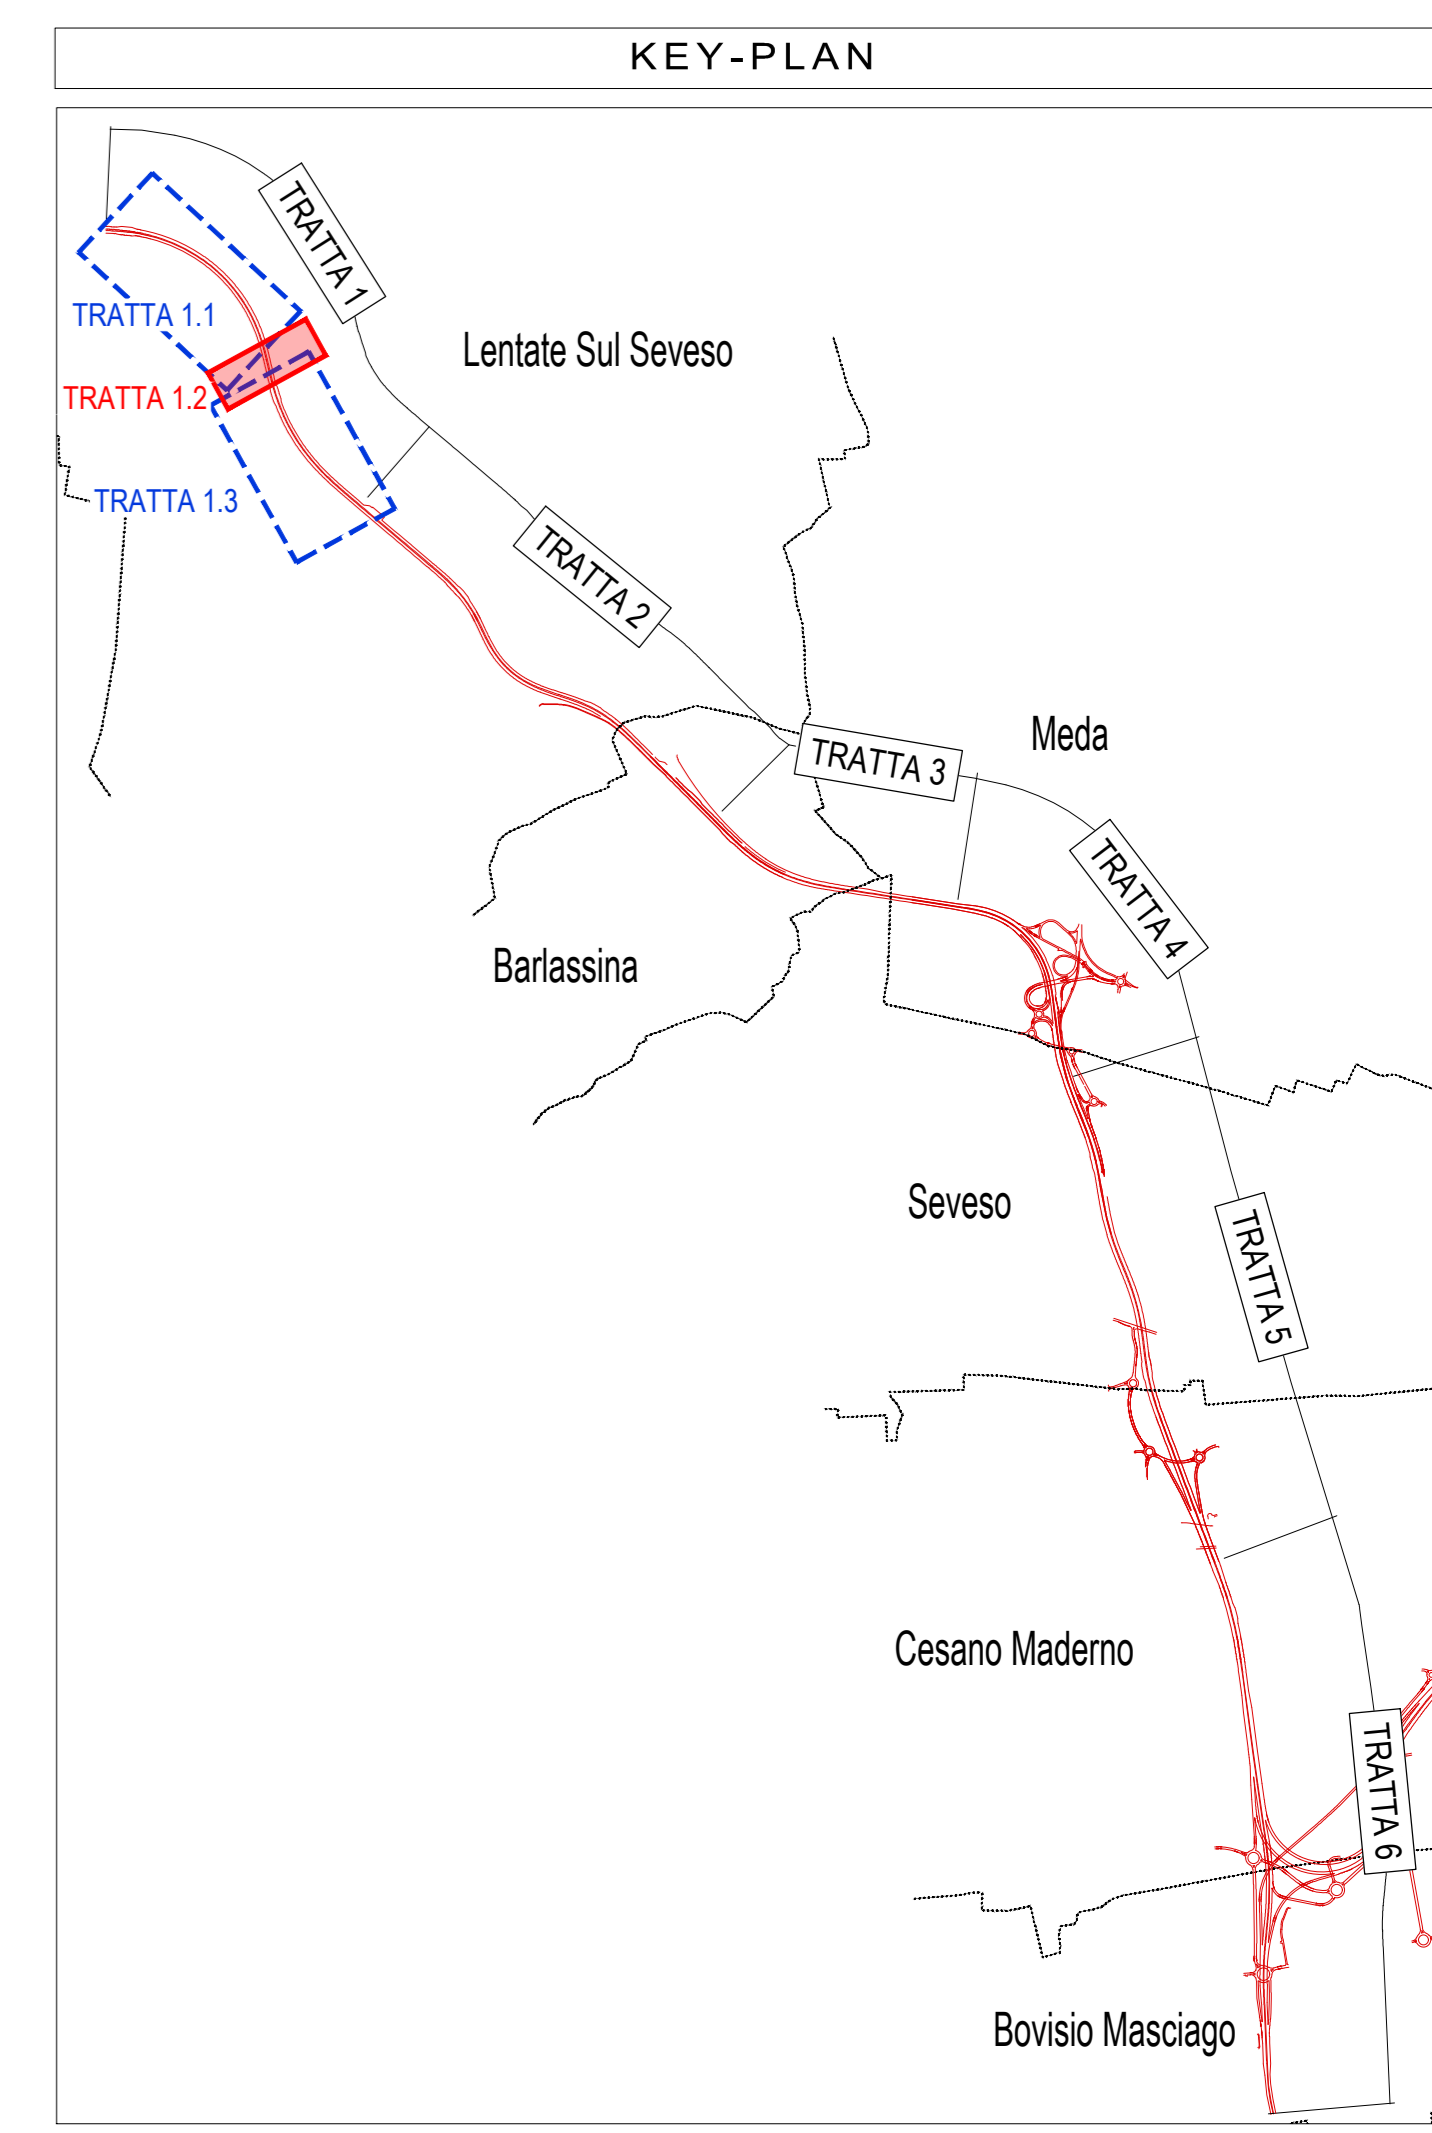 KEY-PLAN
TRATTA 1
TRATTA 1.1
Lentate Sul Seveso
TRATTA 1.2
TRATTA 1.3
TRATTA 2
Meda
TRATTA 3
TRATTA 4
Barlassina
Seveso
TRATTA 5
Cesano Maderno
TRATTA 6
Bovisio Masciago